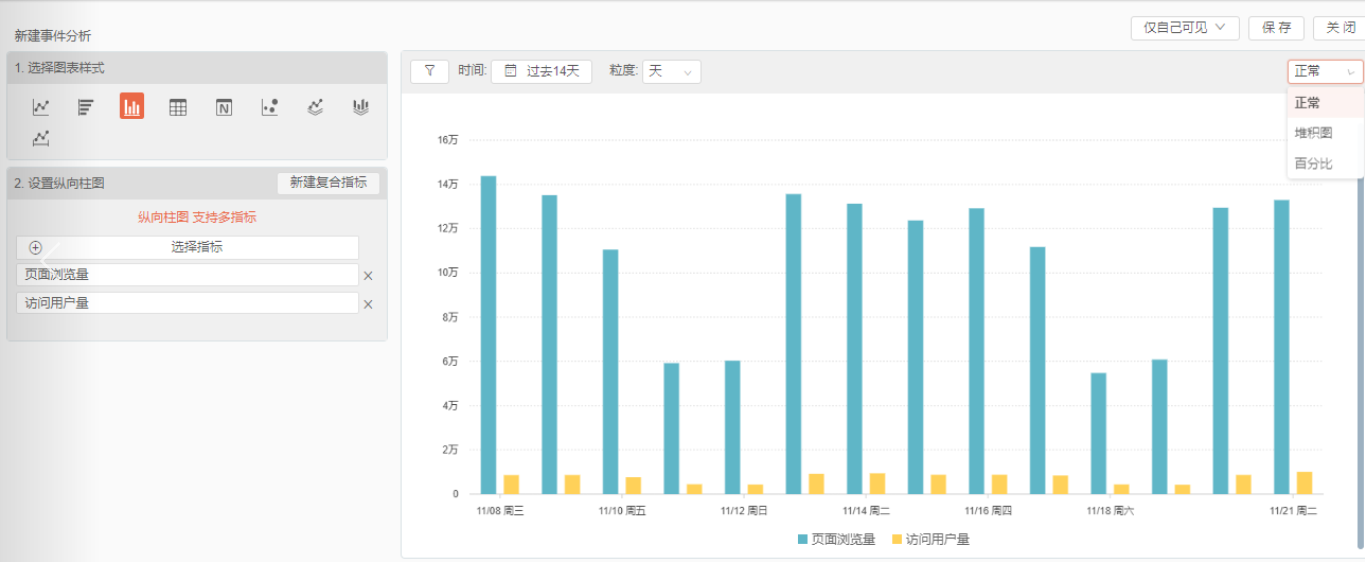 新建事件分析
仅自己可见
保存
关闭
1. 选择图表样式
N
2. 设置纵向柱图
新建复合指标
纵向柱图 支持多指标
选择指标
页面浏览量
访问用户量
时间: 过去14天 粒度: 天
正常
正常
堆积图
百分比
16万
14万
12万
10万
8万
6万
4万
2万
0
11/08 周三 11/10 周五 11/12 周日 11/14 周二 11/16 周四 11/18 周六 11/21 周二
页面浏览量 访问用户量